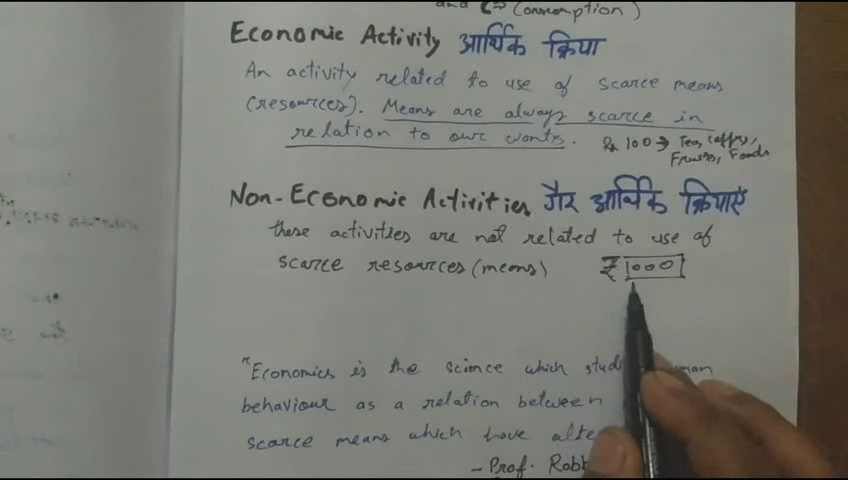 and C⇒ (consumption)
Economic Activity आर्थिक क्रिया
An activity related to use of scarce means
(resources). Means are always scarce in
relation to our wants. Rs 100 → Tea, Coffee,
Fruits, Foods
Non-Economic Activities गैर आर्थिक क्रियाएं
these activities are not related to use of
scarce resources (means) ₹ 1000
"Economics is the science which
behaviour as a relation between
scarce means which have
- Prof.